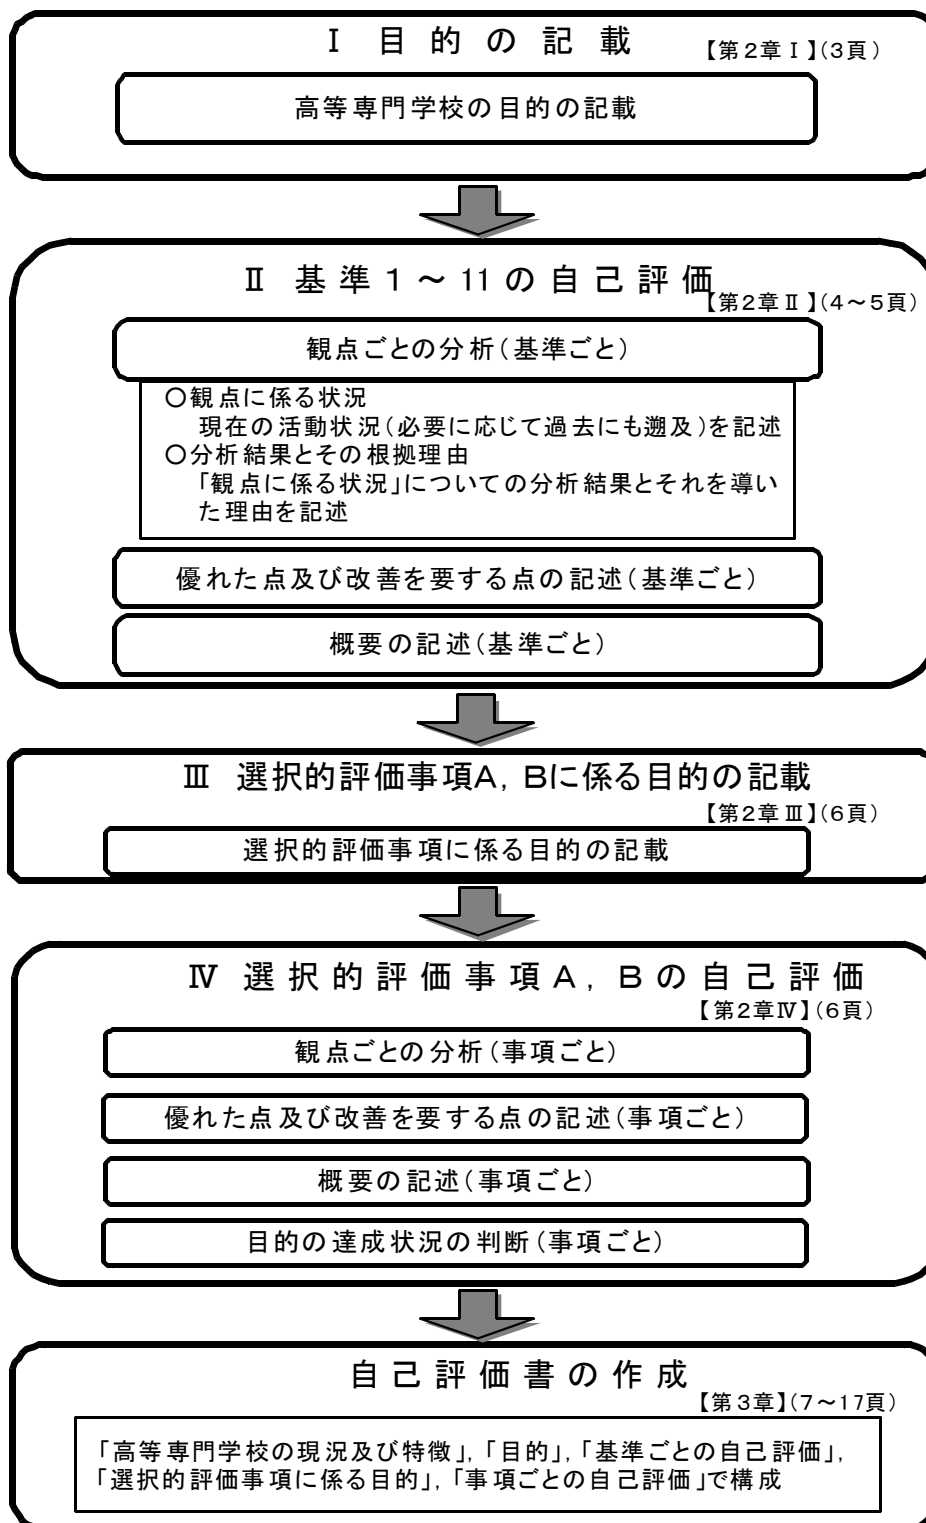 Ⅰ 目的の記載
【第2章Ⅰ】(3頁)
高等専門学校の目的の記載
Ⅱ 基準1～11の自己評価
【第2章Ⅱ】(4～5頁)
観点ごとの分析(基準ごと)
○観点に係る状況
現在の活動状況(必要に応じて過去にも遡及)を記述
○分析結果とその根拠理由
「観点に係る状況」についての分析結果とそれを導い
た理由を記述
優れた点及び改善を要する点の記述(基準ごと)
概要の記述(基準ごと)
Ⅲ 選択的評価事項A, Bに係る目的の記載
【第2章Ⅲ】(6頁)
選択的評価事項に係る目的の記載
Ⅳ 選択的評価事項A, Bの自己評価
【第2章Ⅳ】(6頁)
観点ごとの分析(事項ごと)
優れた点及び改善を要する点の記述(事項ごと)
概要の記述(事項ごと)
目的の達成状況の判断(事項ごと)
自己評価書の作成
【第3章】(7～17頁)
「高等専門学校の現況及び特徴」, 「目的」, 「基準ごとの自己評価」,
「選択的評価事項に係る目的」, 「事項ごとの自己評価」で構成